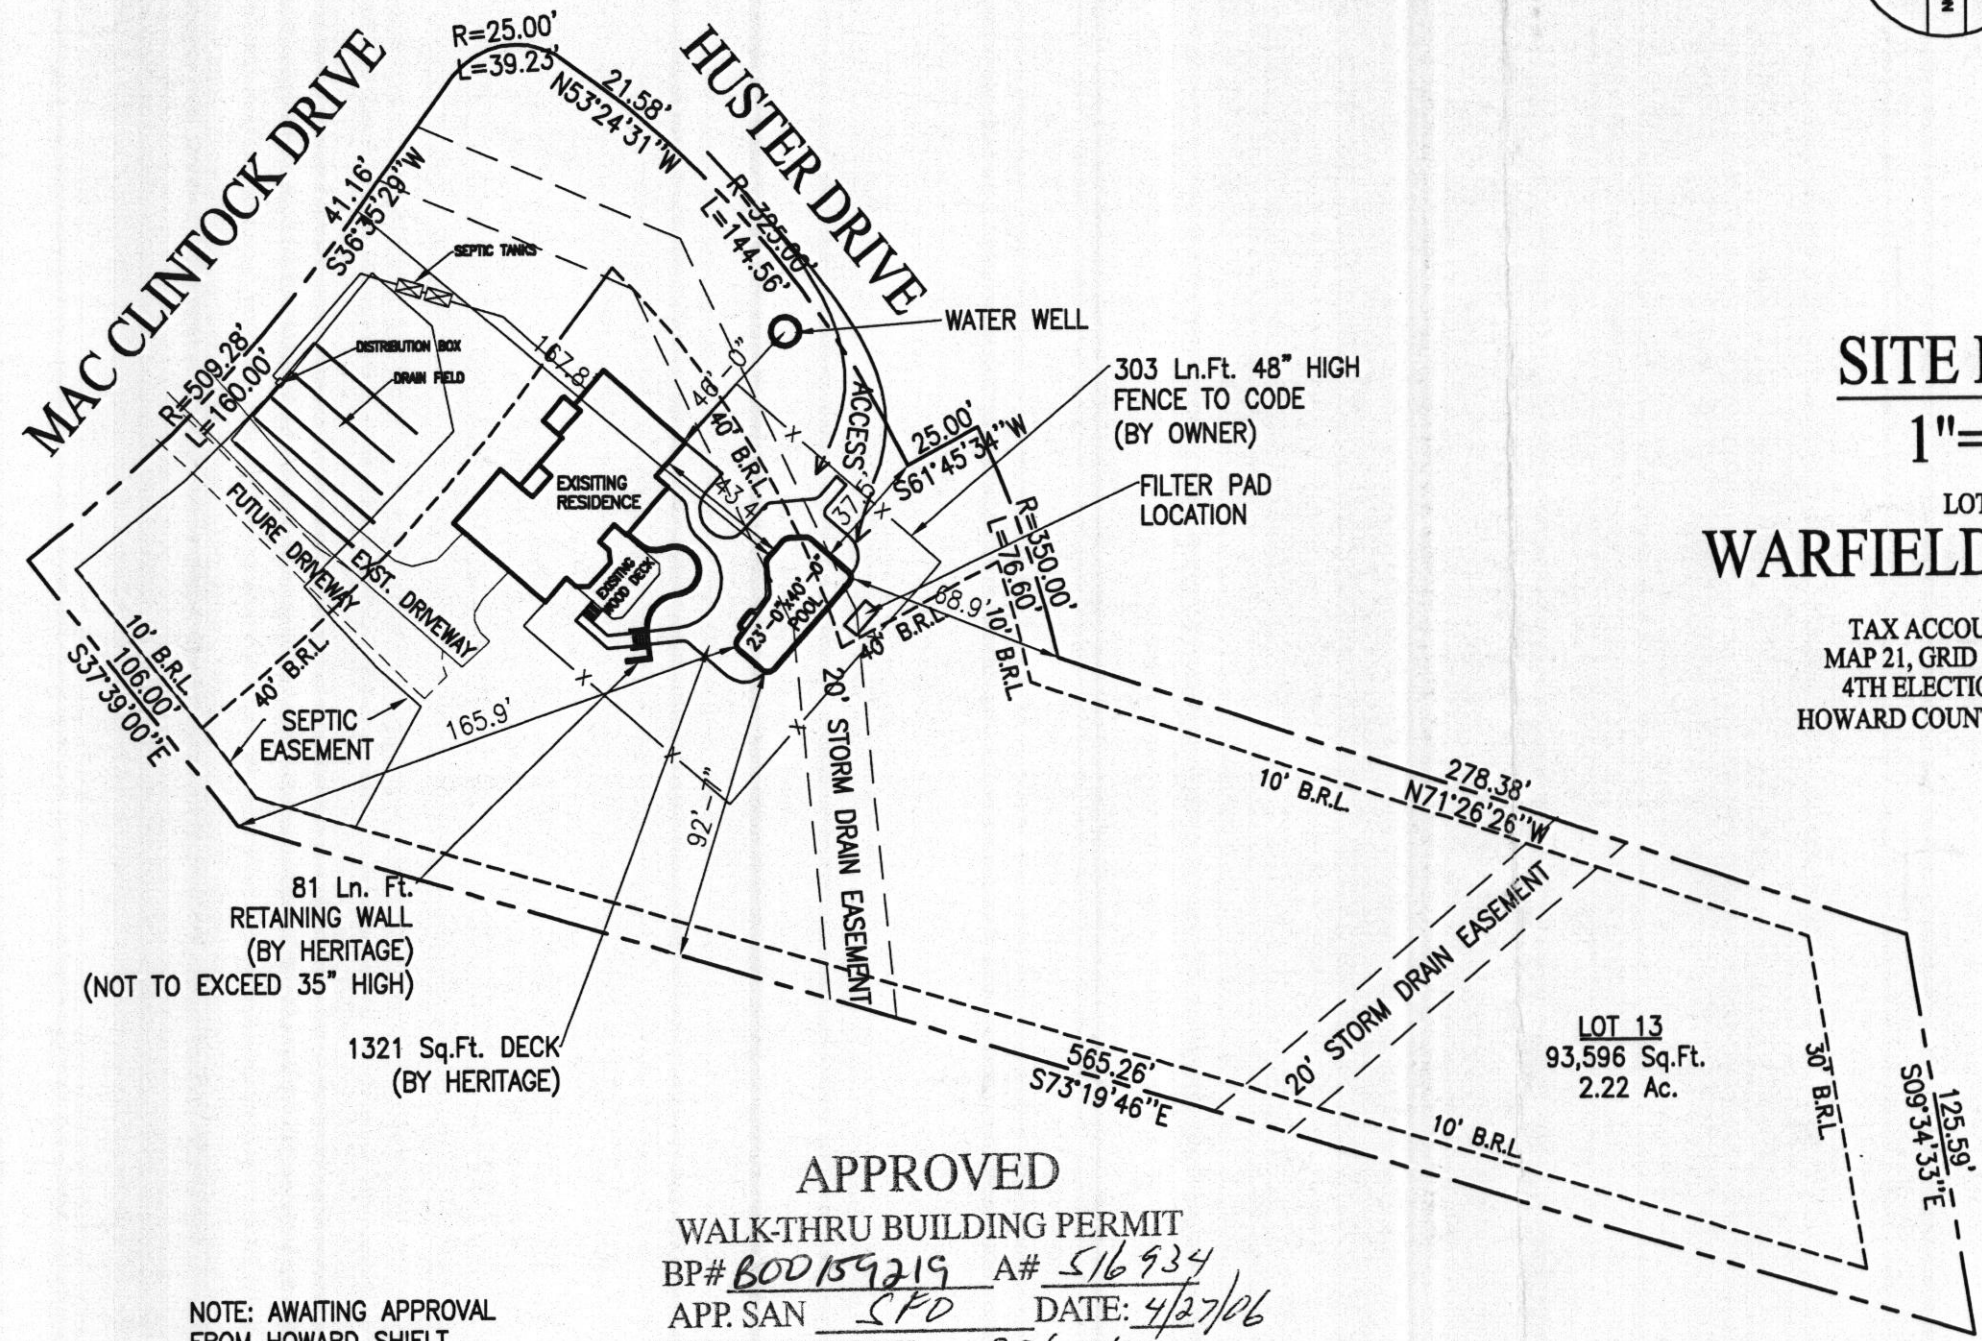 MAC CLINTOCK DRIVE
HUSTER DRIVE
R=25.00'
L=39.23'
21.58'
N53°24'31"W
41.16'
S36°35'29"W
R=325.00'
L=144.56'
SEPTIC TANKS
DISTRIBUTION BOX
DRAIN FIELD
R=509.28'
L=160.00'
167.8'
46'-0"
40' B.R.L
ACCESS
WATER WELL
303 Ln.Ft. 48" HIGH
FENCE TO CODE
(BY OWNER)
25.00'
S61°45'34"W
FILTER PAD
LOCATION
EXISITING
RESIDENCE
43.4'
EXISITNG
WOOD DECK
23'-0"x40'-0"
POOL
R=350.00'
L=76.60'
68.9'
10' B.R.L
40' B.R.L
FUTURE DRIVEWAY
EXST. DRIVEWAY
10' B.R.L
106.00'
S37°39'00"E
40' B.R.L
SEPTIC
EASEMENT
165.9'
92'-7"
20' STORM DRAIN EASEMENT
81 Ln. Ft.
RETAINING WALL
(BY HERITAGE)
(NOT TO EXCEED 35" HIGH)
1321 Sq.Ft. DECK
(BY HERITAGE)
278.38'
N71°26'26"W
10' B.R.L.
20' STORM DRAIN EASEMENT
565.26'
S73°19'46"E
10' B.R.L
LOT 13
93,596 Sq.Ft.
2.22 Ac.
30' B.R.L
125.59'
S09°34'33"E
SITE
1"=
LOT
WARFIELD
TAX ACCOU
MAP 21, GRID
4TH ELECTIO
HOWARD COUN
APPROVED
WALK-THRU BUILDING PERMIT
BP# B00159219 A# 516934
APP. SAN SFO DATE: 4/27/06
NOTE: AWAITING APPROVAL
FROM HOWARD SHIELT
N